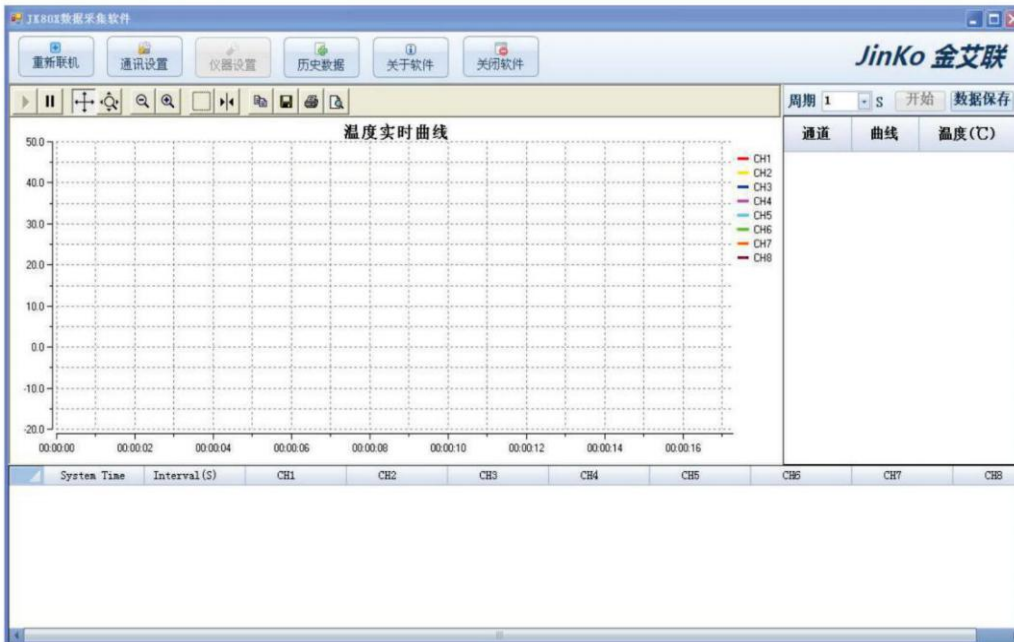 JK80X数据采集软件
重新联机 通讯设置 仪器设置 历史数据 关于软件 关闭软件
JinKo 金艾联
周期 1 S 开始 数据保存
温度实时曲线
通道 曲线 温度(℃)
50.0
40.0
30.0
20.0
10.0
0.0
-10.0
-20.0
CH1
CH2
CH3
CH4
CH5
CH6
CH7
CH8
00:00:00 00:00:02 00:00:04 00:00:06 00:00:08 00:00:10 00:00:12 00:00:14 00:00:16
System Time Interval(S) CH1 CH2 CH3 CH4 CH5 CH6 CH7 CH8